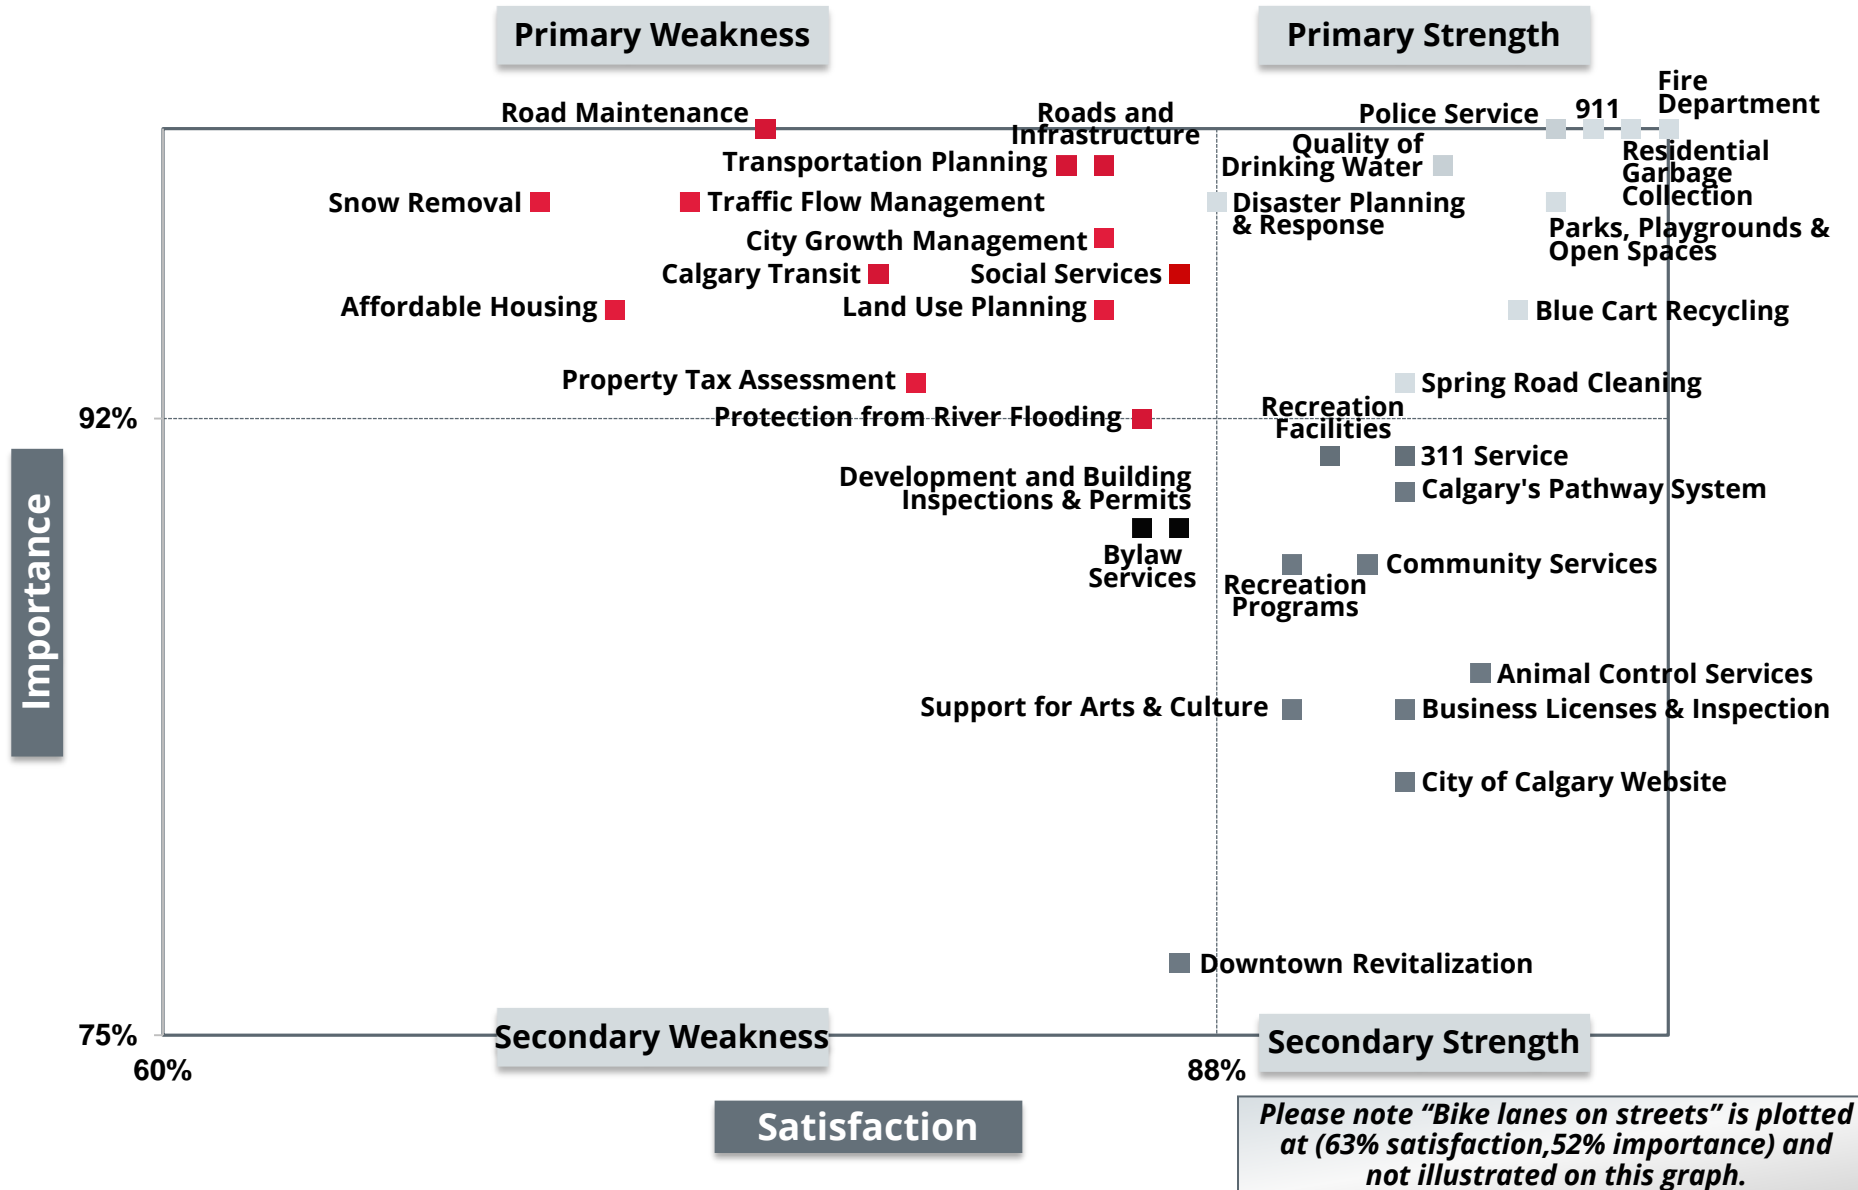 Primary Weakness
Primary Strength
Fire
Department
Road Maintenance
Roads and
Infrastructure
Police Service
911
Transportation Planning
Quality of
Drinking Water
Residential
Garbage
Collection
Snow Removal
Traffic Flow Management
Disaster Planning
& Response
Parks, Playgrounds &
Open Spaces
City Growth Management
Calgary Transit
Social Services
Affordable Housing
Land Use Planning
Blue Cart Recycling
Property Tax Assessment
Spring Road Cleaning
92%
Protection from River Flooding
Recreation
Facilities
311 Service
Development and Building
Inspections & Permits
Calgary's Pathway System
Bylaw
Services
Community Services
Recreation
Programs
Importance
Animal Control Services
Support for Arts & Culture
Business Licenses & Inspection
City of Calgary Website
Downtown Revitalization
75%
Secondary Weakness
Secondary Strength
60%
88%
Satisfaction
Please note “Bike lanes on streets” is plotted
at (63% satisfaction,52% importance) and
not illustrated on this graph.